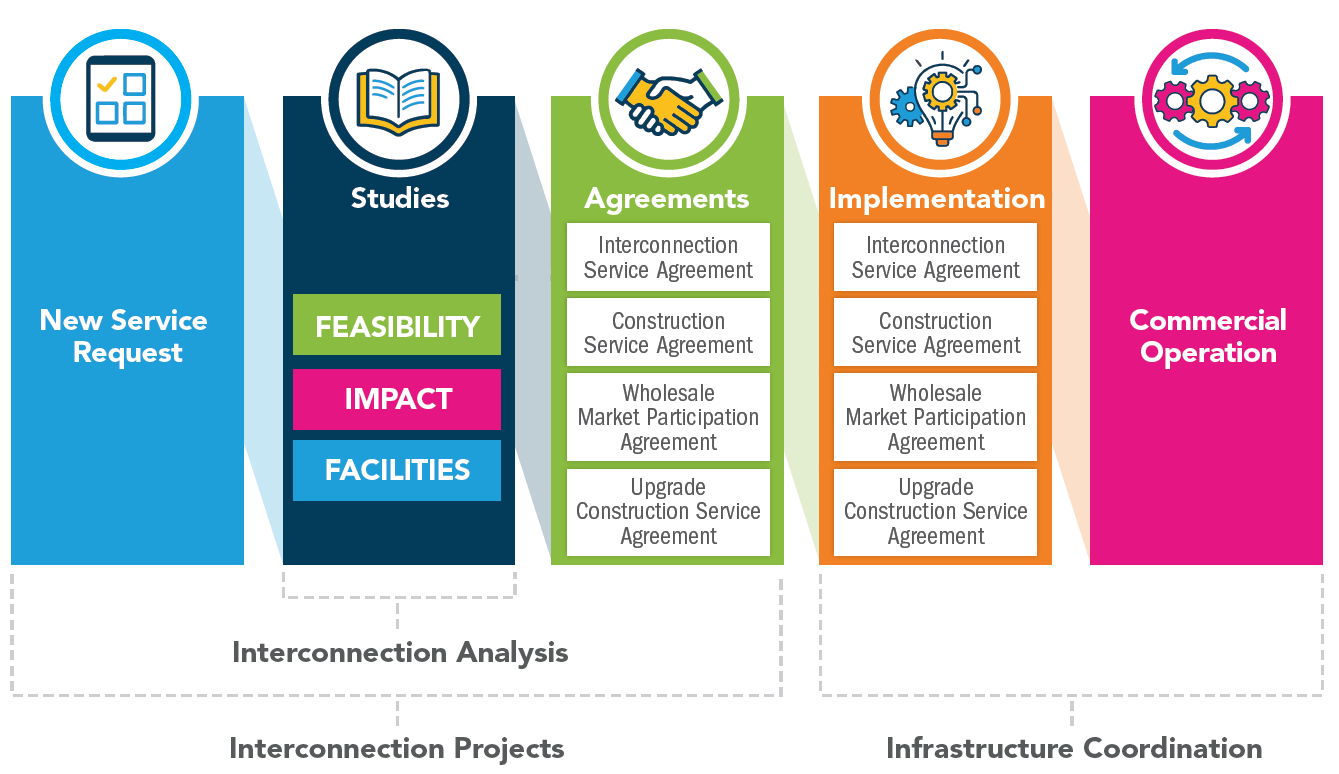 New Service
Request
Studies
FEASIBILITY
IMPACT
FACILITIES
Agreements
Interconnection
Service Agreement
Construction
Service Agreement
Wholesale
Market Participation
Agreement
Upgrade
Construction Service
Agreement
Implementation
Interconnection
Service Agreement
Construction
Service Agreement
Wholesale
Market Participation
Agreement
Upgrade
Construction Service
Agreement
Commercial
Operation
Interconnection Analysis
Interconnection Projects
Infrastructure Coordination